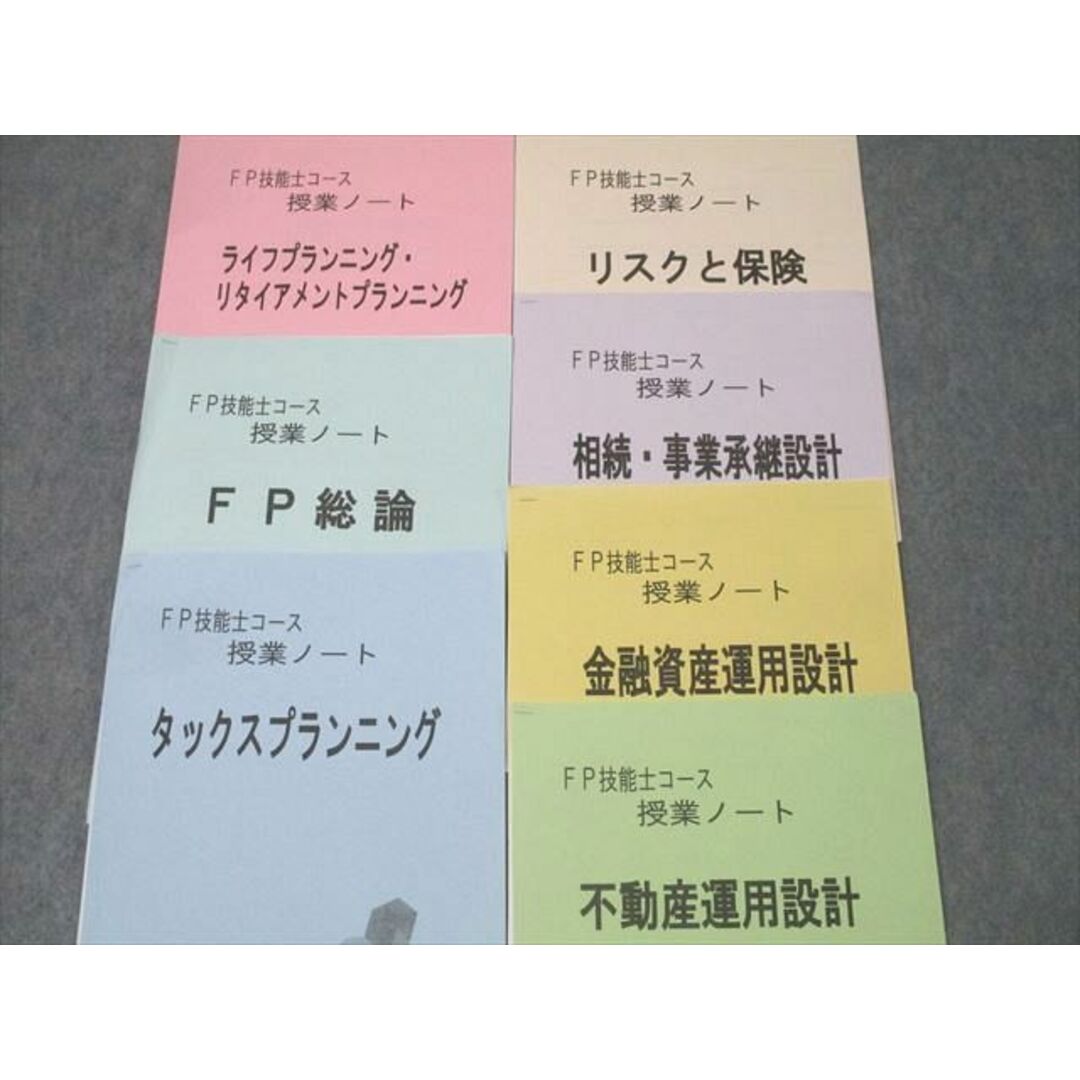 FP技能士コース
授業ノート
ライフプランニング・
リタイアメントプランニング
FP技能士コース
授業ノート
FP総論
FP技能士コース
授業ノート
タックスプランニング
FP技能士コース
授業ノート
リスクと保険
FP技能士コース
授業ノート
相続・事業承継設計
FP技能士コース
授業ノート
金融資産運用設計
FP技能士コース
授業ノート
不動産運用設計